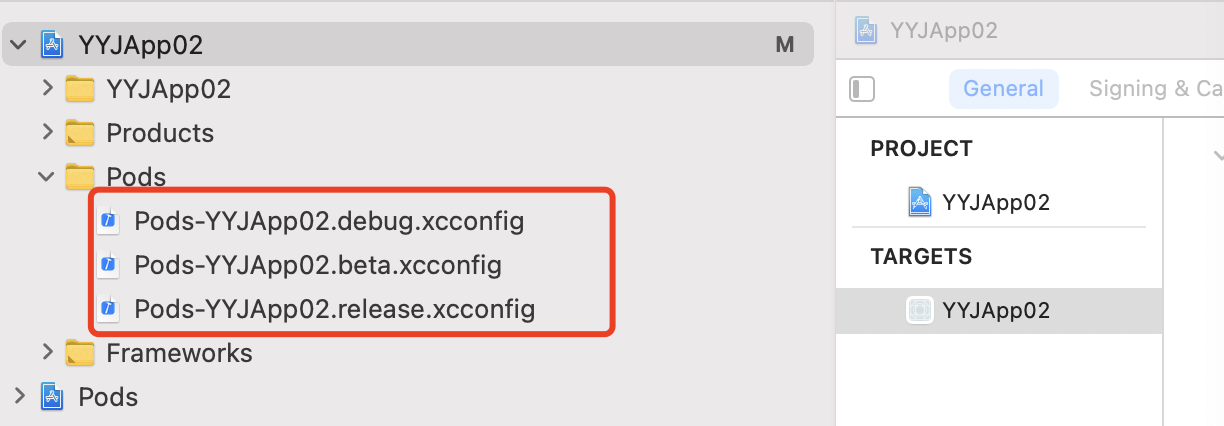 YYJApp02 M
YYJApp02
Products
Pods
Pods-YYJApp02.debug.xcconfig
Pods-YYJApp02.beta.xcconfig
Pods-YYJApp02.release.xcconfig
Frameworks
Pods
YYJApp02
General Signing & Ca
PROJECT
YYJApp02
TARGETS
YYJApp02